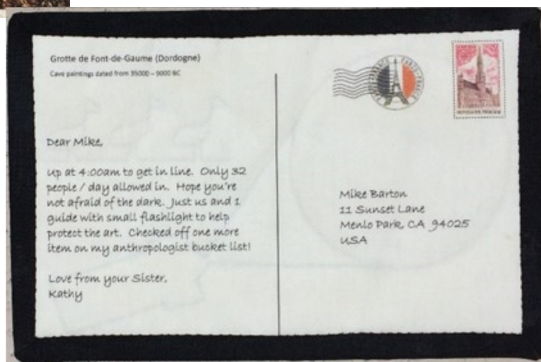 Grotte de Font-de-Gaume (Dordogne)
Cave paintings dated from 35000 – 9000 BC
Dear Mike,
Up at 4:00am to get in line. Only 32
people / day allowed in. Hope you're
not afraid of the dark. Just us and 1
guide with small flashlight to help
protect the art. Checked off one more
item on my anthropologist bucket list!
Love from your Sister,
Kathy
Mike Barton
11 Sunset Lane
Menlo Park, CA 94025
USA